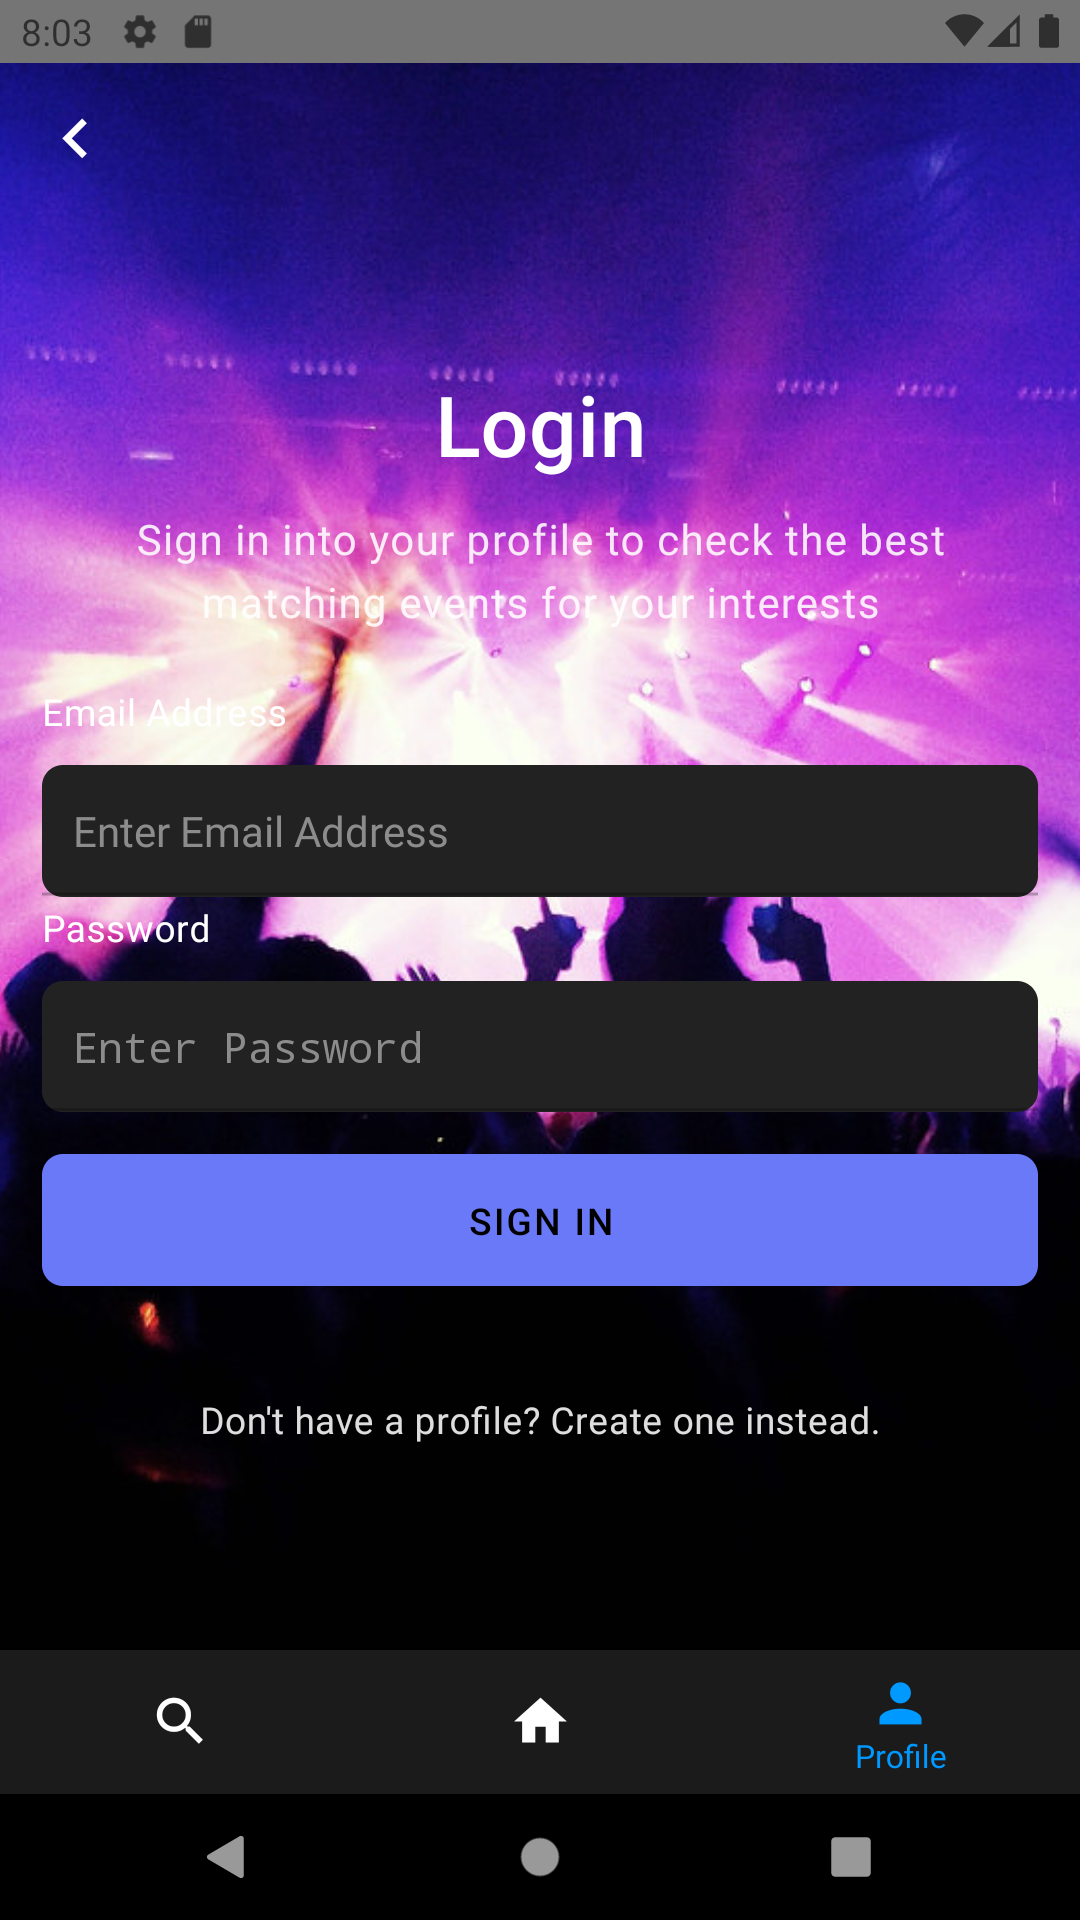 8:03
Login
Sign in into your profile to check the best
matching events for your interests
Email Address
Enter Email Address
Password
Enter Password
SIGN IN
Don't have a profile? Create one instead.
Profile